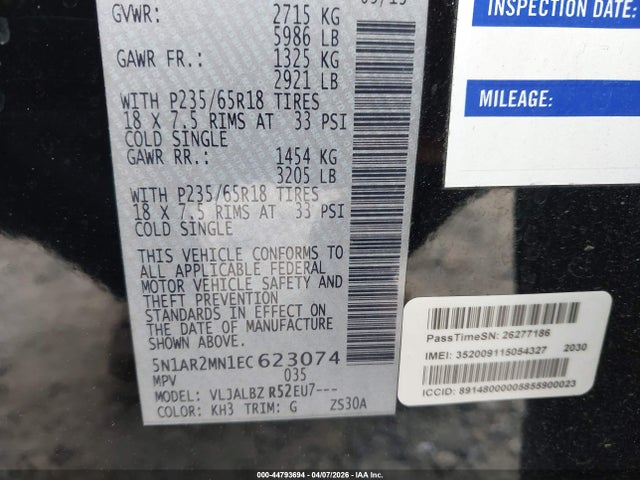 GVWR: 2715 KG
5986 LB
GAWR FR.: 1325 KG
2921 LB
WITH P235/65R18 TIRES
18 X 7.5 RIMS AT 33 PSI
COLD SINGLE
GAWR RR.: 1454 KG
3205 LB
WITH P235/65R18 TIRES
18 X 7.5 RIMS AT 33 PSI
COLD SINGLE
THIS VEHICLE CONFORMS TO
ALL APPLICABLE FEDERAL
MOTOR VEHICLE SAFETY AND
THEFT PREVENTION
STANDARDS IN EFFECT ON
THE DATE OF MANUFACTURE
SHOWN ABOVE.
5N1AR2MN1EC623074
MPV 035
MODEL: VLJALBZ R52EU7---
COLOR: KH3 TRIM: G ZS30A
INSPECTION DATE:
MILEAGE:
PassTimeSN: 26277186
IMEI: 352009115054327 2030
ICCID: 89148000005855900023
000-44793694 | 04/07/2026 - IAA Inc.